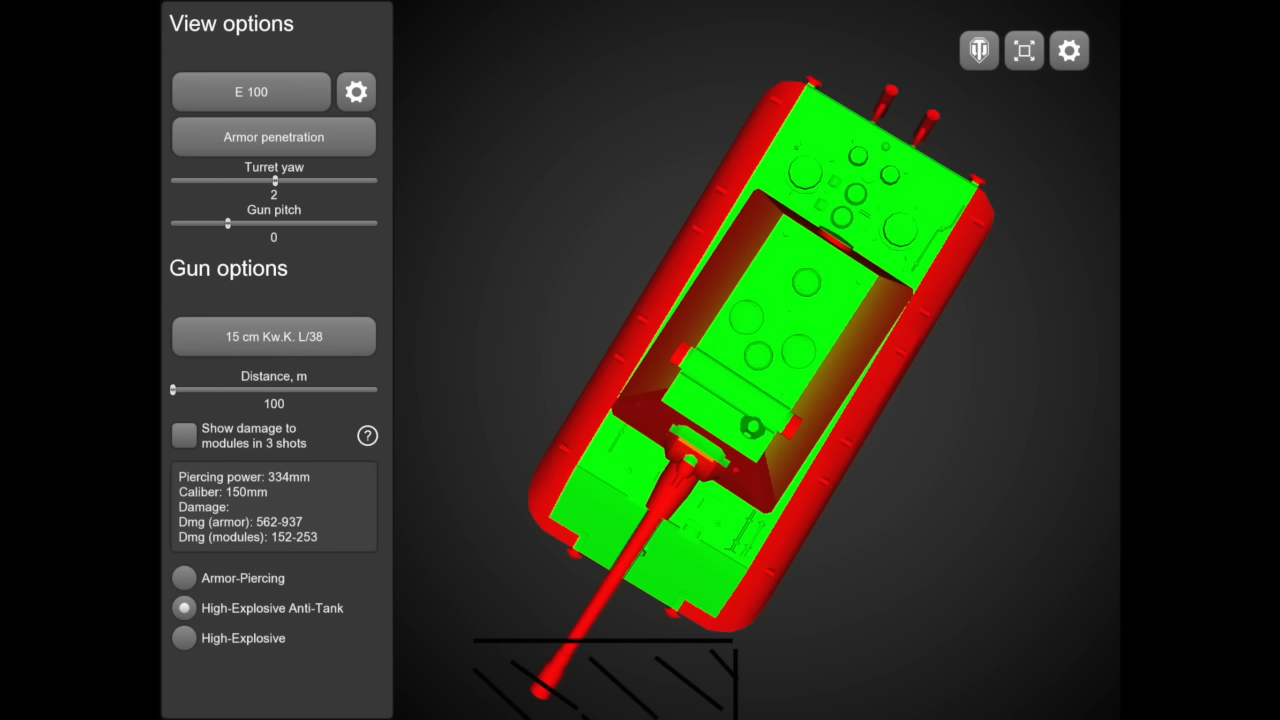 View options
E 100
Armor penetration
Turret yaw
2
Gun pitch
0
Gun options
15 cm Kw.K. L/38
Distance, m
100
Show damage to
modules in 3 shots
?
Piercing power: 334mm
Caliber: 150mm
Damage:
Dmg (armor): 562-937
Dmg (modules): 152-253
Armor-Piercing
High-Explosive Anti-Tank
High-Explosive